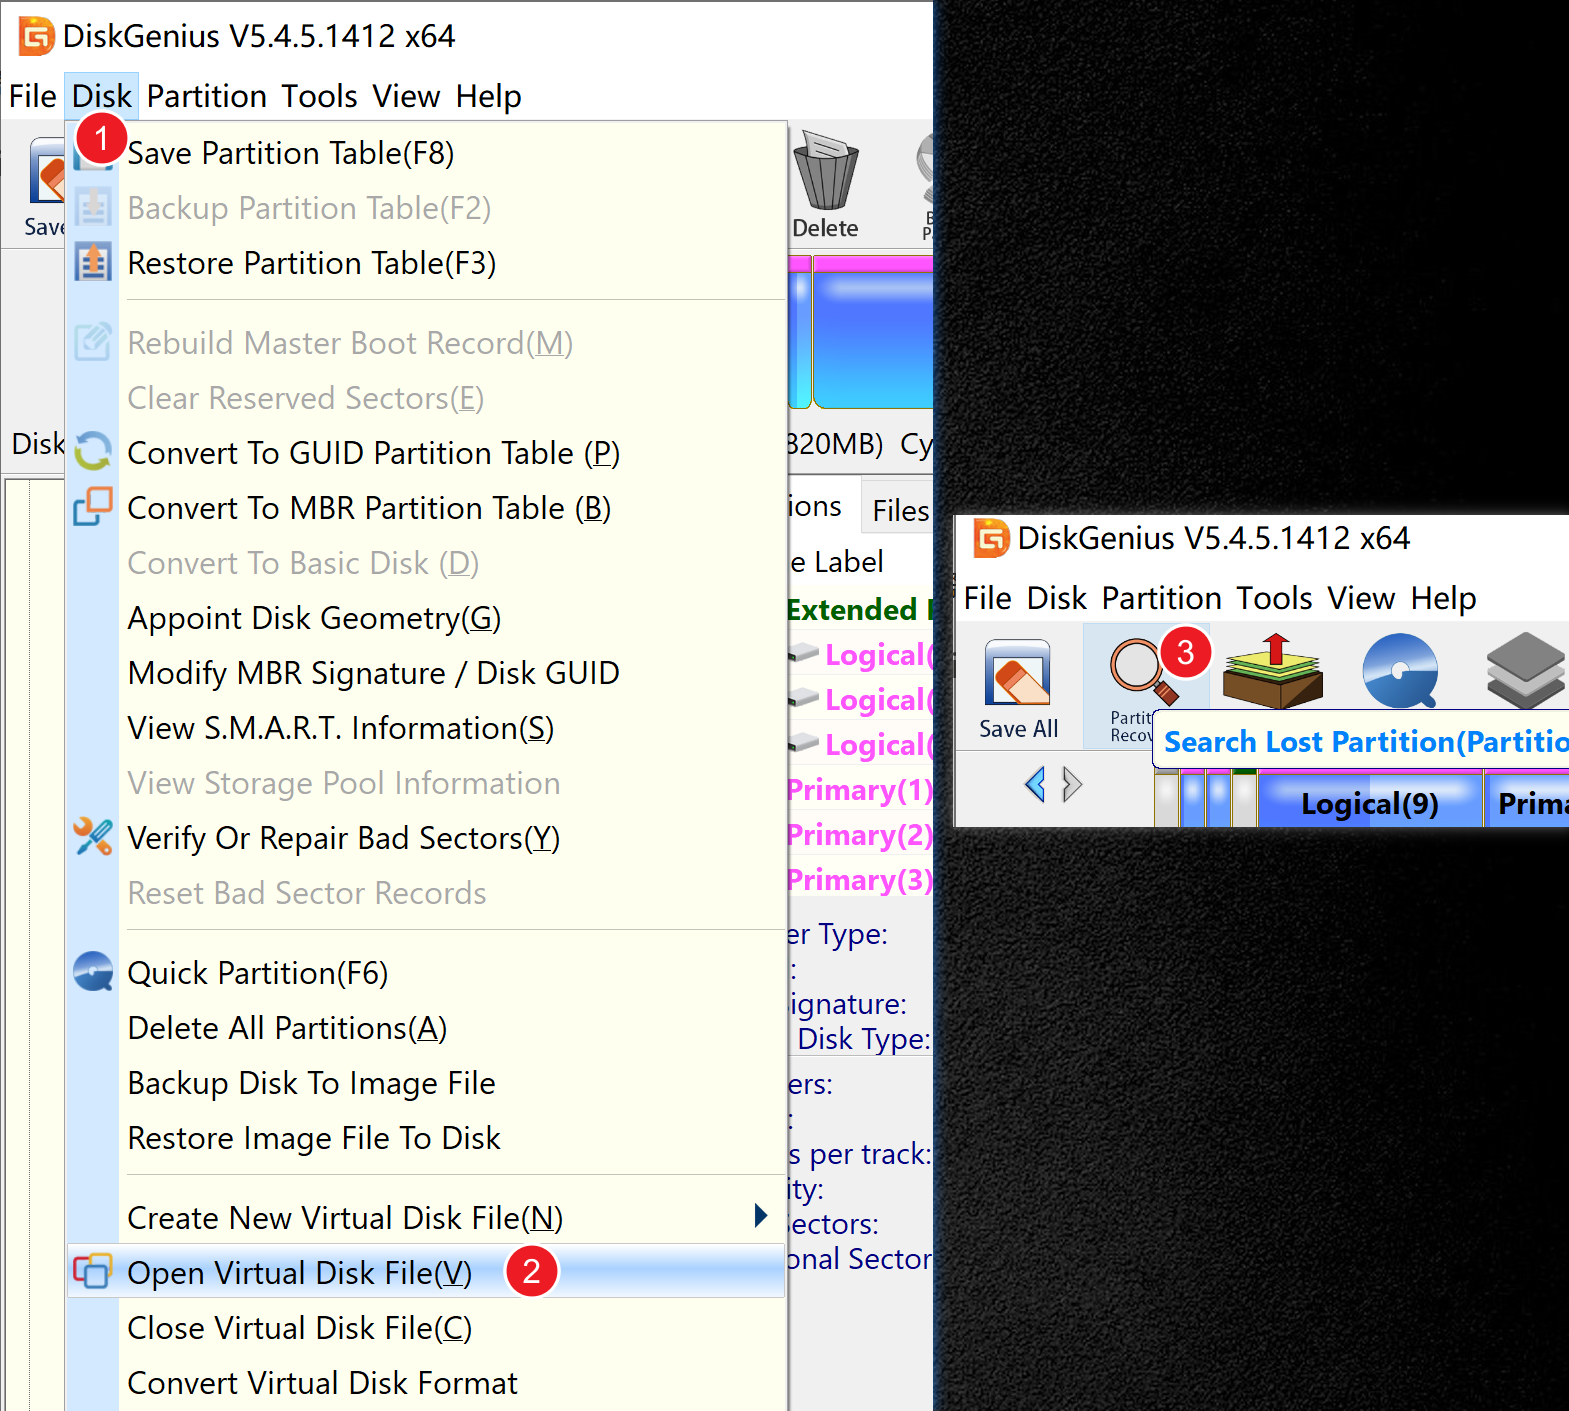 DiskGenius V5.4.5.1412 x64
File Disk Partition Tools View Help
1
Save
Save Partition Table(F8)
Backup Partition Table(F2)
Restore Partition Table(F3)
Rebuild Master Boot Record(M)
Clear Reserved Sectors(E)
Convert To GUID Partition Table (P)
Convert To MBR Partition Table (B)
Convert To Basic Disk (D)
Appoint Disk Geometry(G)
Modify MBR Signature / Disk GUID
View S.M.A.R.T. Information(S)
View Storage Pool Information
Verify Or Repair Bad Sectors(Y)
Reset Bad Sector Records
Quick Partition(F6)
Delete All Partitions(A)
Backup Disk To Image File
Restore Image File To Disk
Create New Virtual Disk File(N)
Open Virtual Disk File(V) 2
Close Virtual Disk File(C)
Convert Virtual Disk Format
Disk
Delete
820MB) Cy
ions Files
e Label
Extended
Logical(
Logical(
Logical(
Primary(1)
Primary(2)
Primary(3)
er Type:
:
ignature:
Disk Type:
ers:
:
s per track:
ity:
ectors:
onal Sector
DiskGenius V5.4.5.1412 x64
File Disk Partition Tools View Help
3
Save All
Partit
Recov
Search Lost Partition(Partitio
Logical(9) Prima